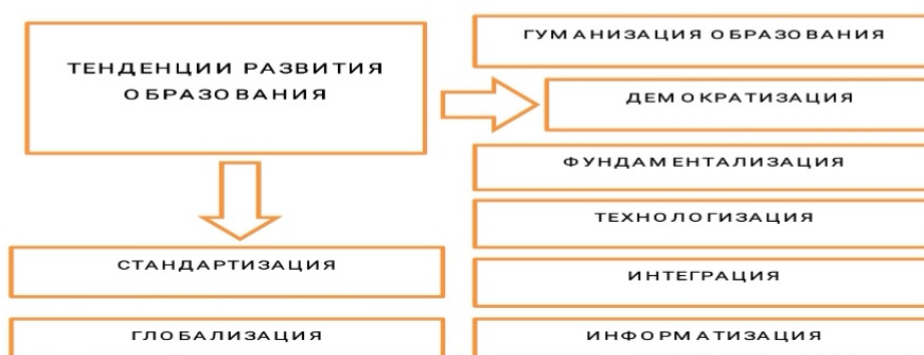 ТЕНДЕНЦИИ РАЗВИТИЯ
ОБРАЗОВАНИЯ
ГУМАНИЗАЦИЯ ОБРАЗОВАНИЯ
ДЕМОКРАТИЗАЦИЯ
ФУНДАМЕНТАЛИЗАЦИЯ
ТЕХНОЛОГИЗАЦИЯ
СТАНДАРТИЗАЦИЯ
ИНТЕГРАЦИЯ
ГЛОБАЛИЗАЦИЯ
ИНФОРМАТИЗАЦИЯ